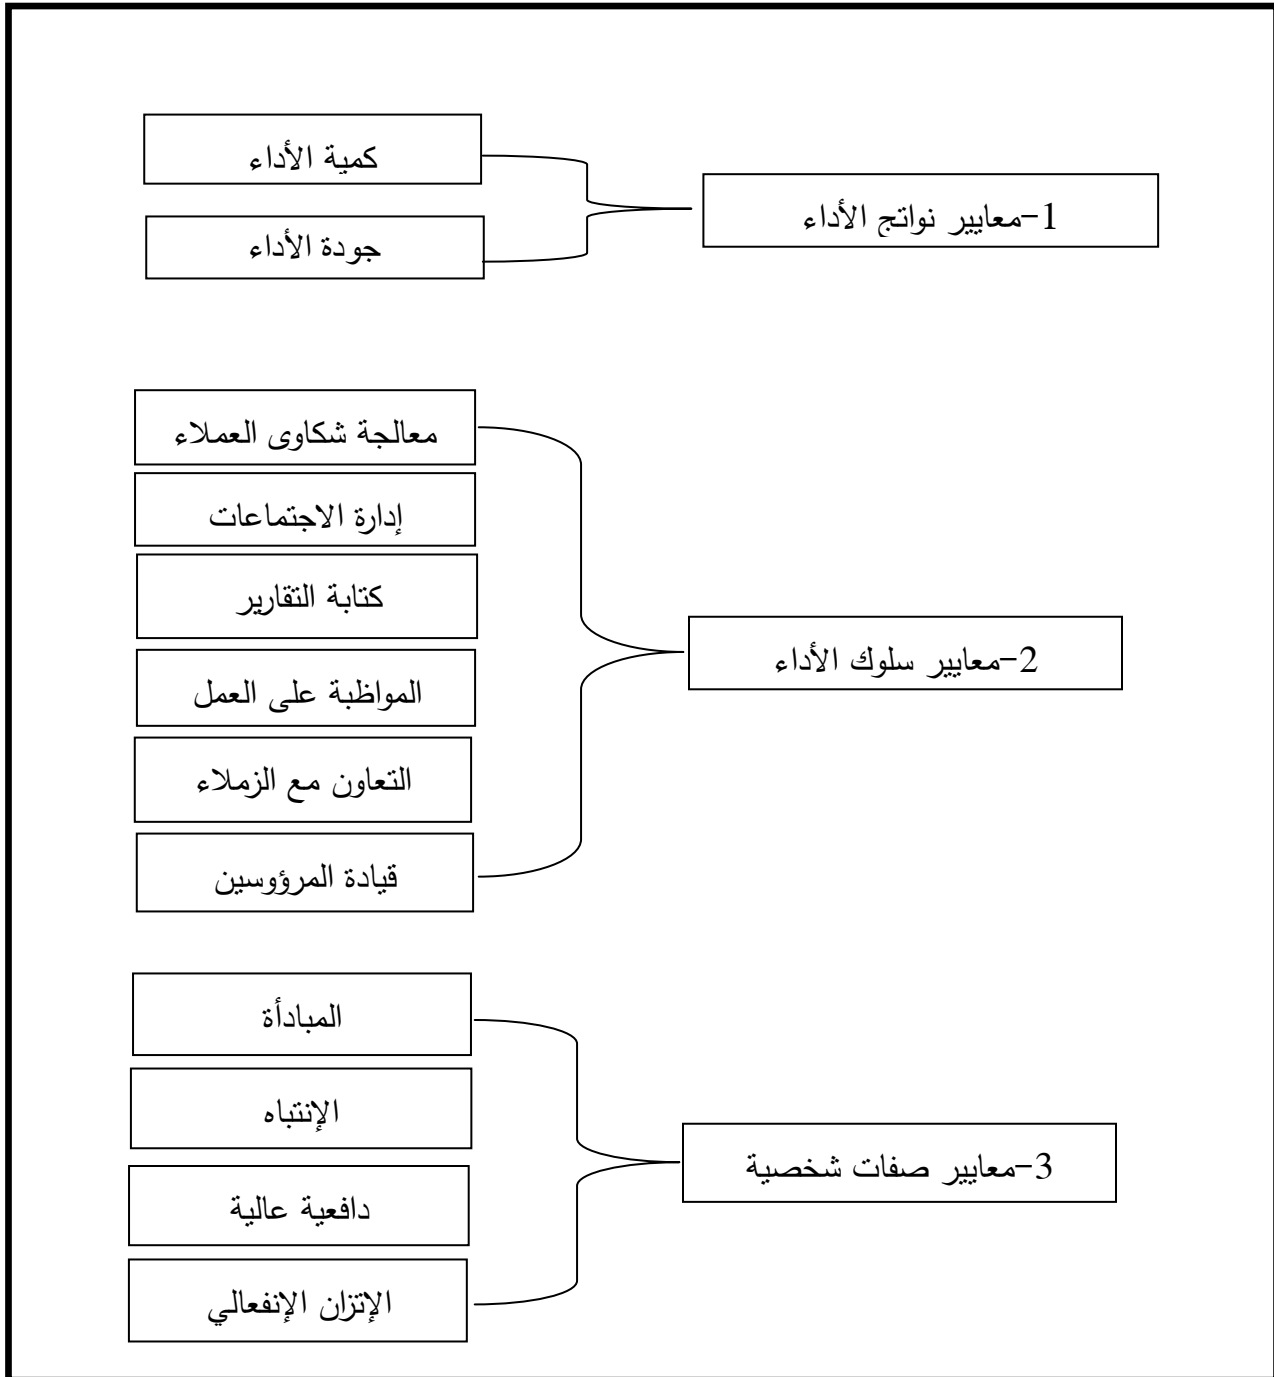 1-معايير نواتج الأداء
كمية الأداء
جودة الأداء
2-معايير سلوك الأداء
معالجة شكاوى العملاء
إدارة الاجتماعات
كتابة التقارير
المواظبة على العمل
التعاون مع الزملاء
قيادة المرؤوسين
3-معايير صفات شخصية
المبادأة
الإنتباه
دافعية عالية
الإتزان الإنفعالي